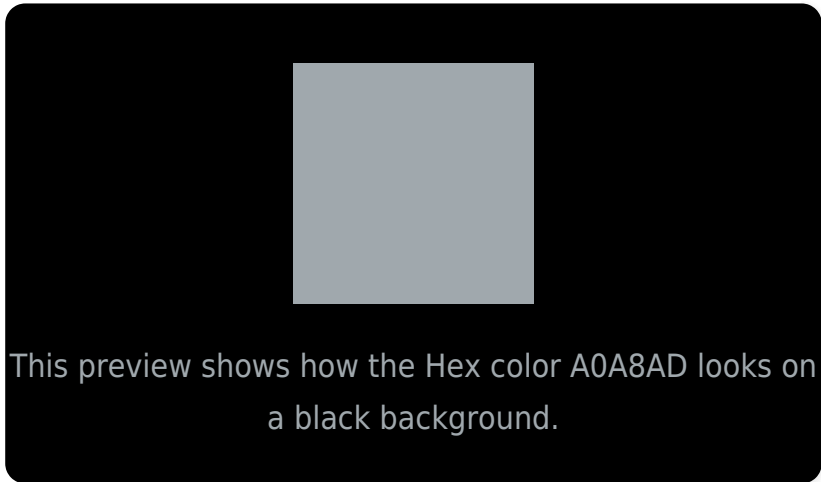 This preview shows how the Hex color A0A8AD looks on
a black background.